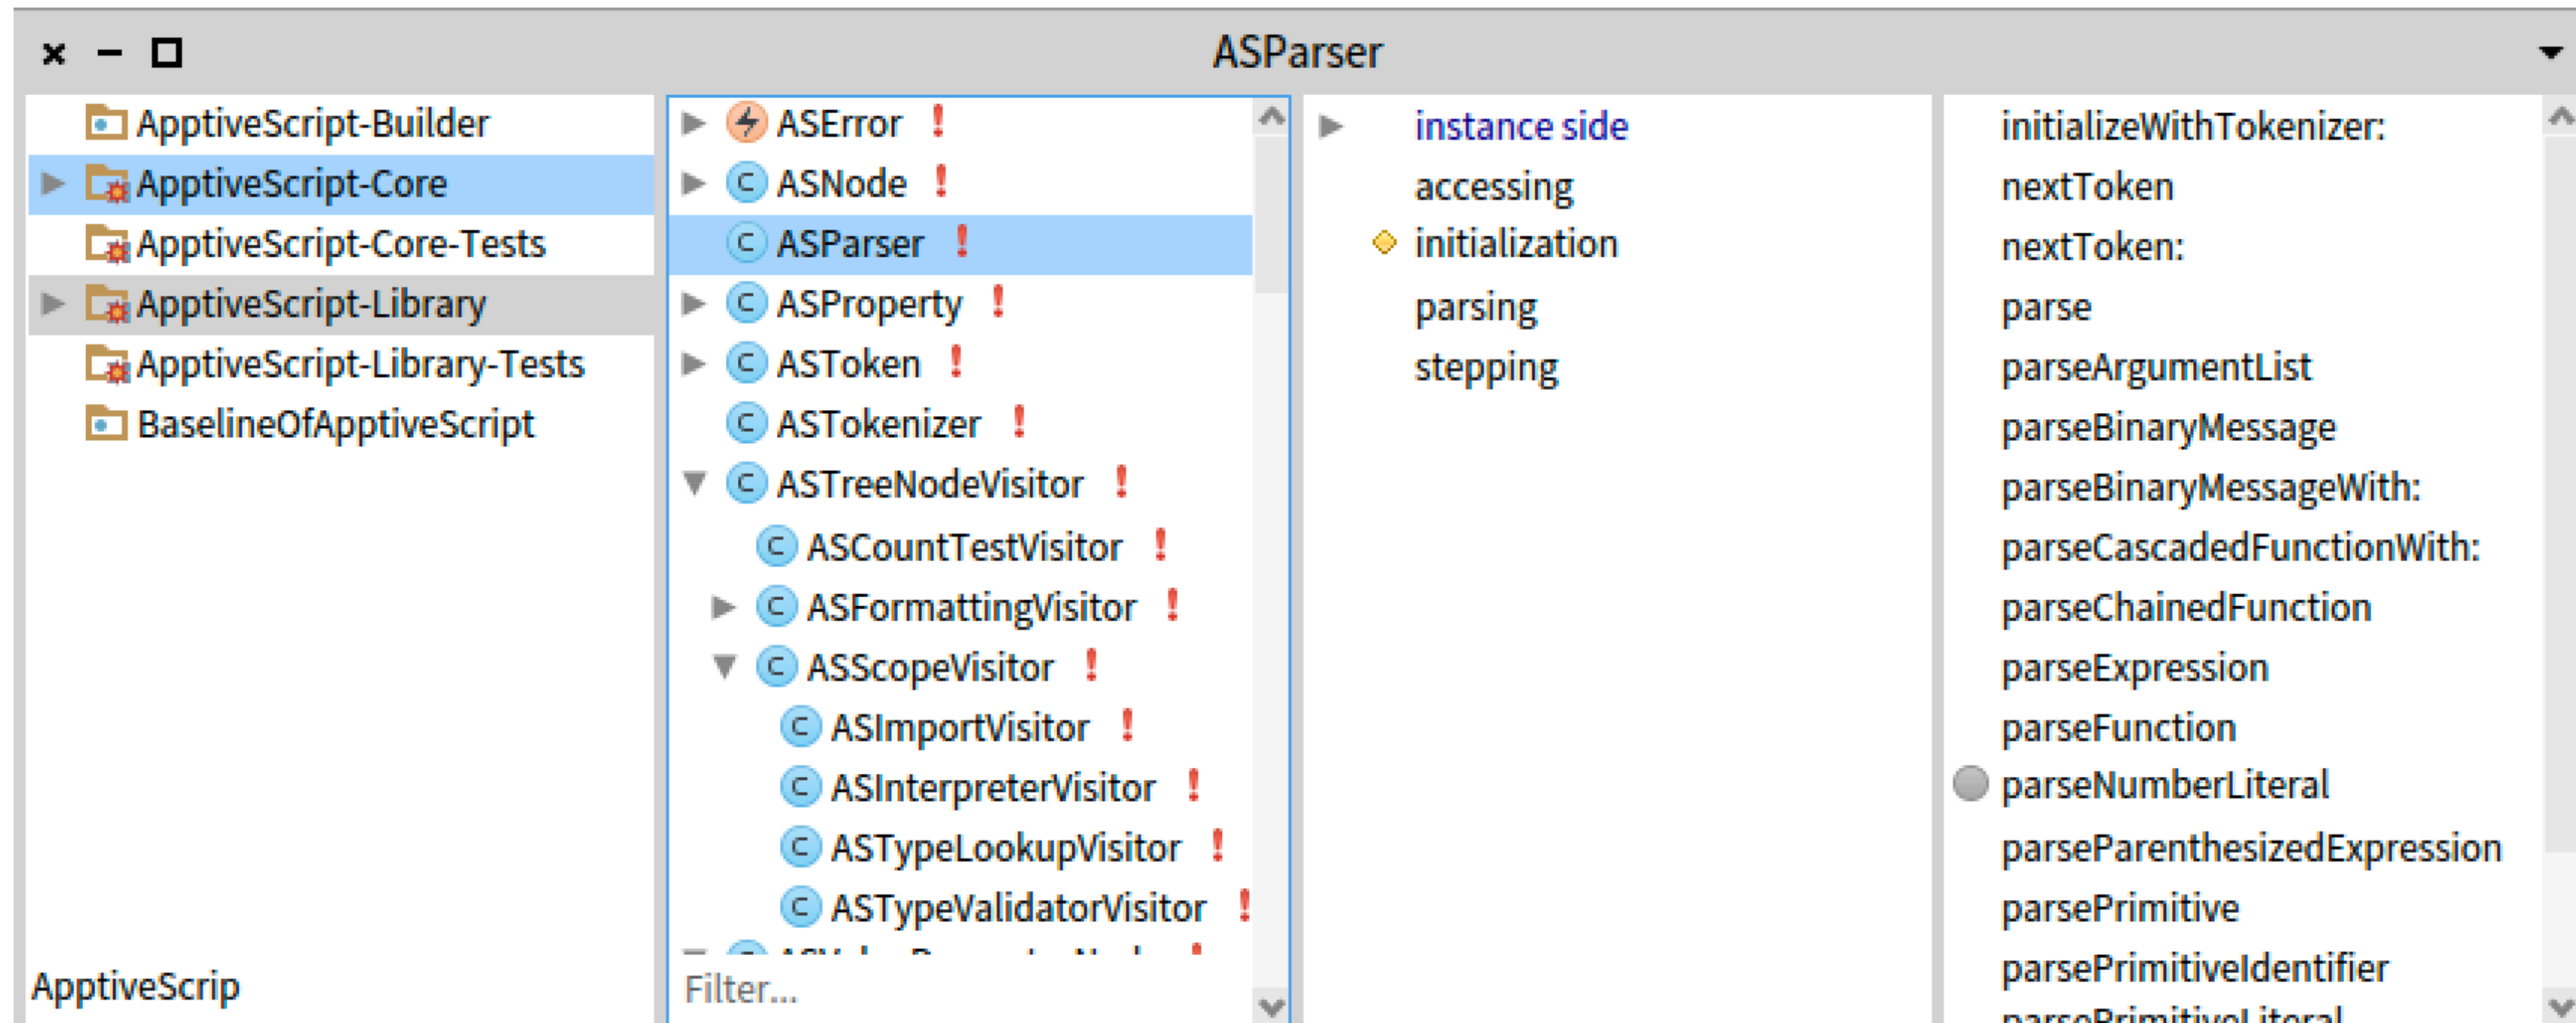 ASParser
ApptiveScript-Builder
ApptiveScript-Core
ApptiveScript-Core-Tests
ApptiveScript-Library
ApptiveScript-Library-Tests
BaselineOfApptiveScript
ApptiveScrip
ASError
ASNode
ASParser
ASProperty
ASToken
ASTokenizer
ASTreeNodeVisitor
ASCountTestVisitor
ASFormattingVisitor
ASScopeVisitor
ASImportVisitor
ASInterpreterVisitor
ASTypeLookupVisitor
ASTypeValidatorVisitor
Filter...
instance side
accessing
initialization
parsing
stepping
initializeWithTokenizer:
nextToken
nextToken:
parse
parseArgumentList
parseBinaryMessage
parseBinaryMessageWith:
parseCascadedFunctionWith:
parseChainedFunction
parseExpression
parseFunction
parseNumberLiteral
parseParenthesizedExpression
parsePrimitive
parsePrimitiveIdentifier
parsePrimitiveLiteral